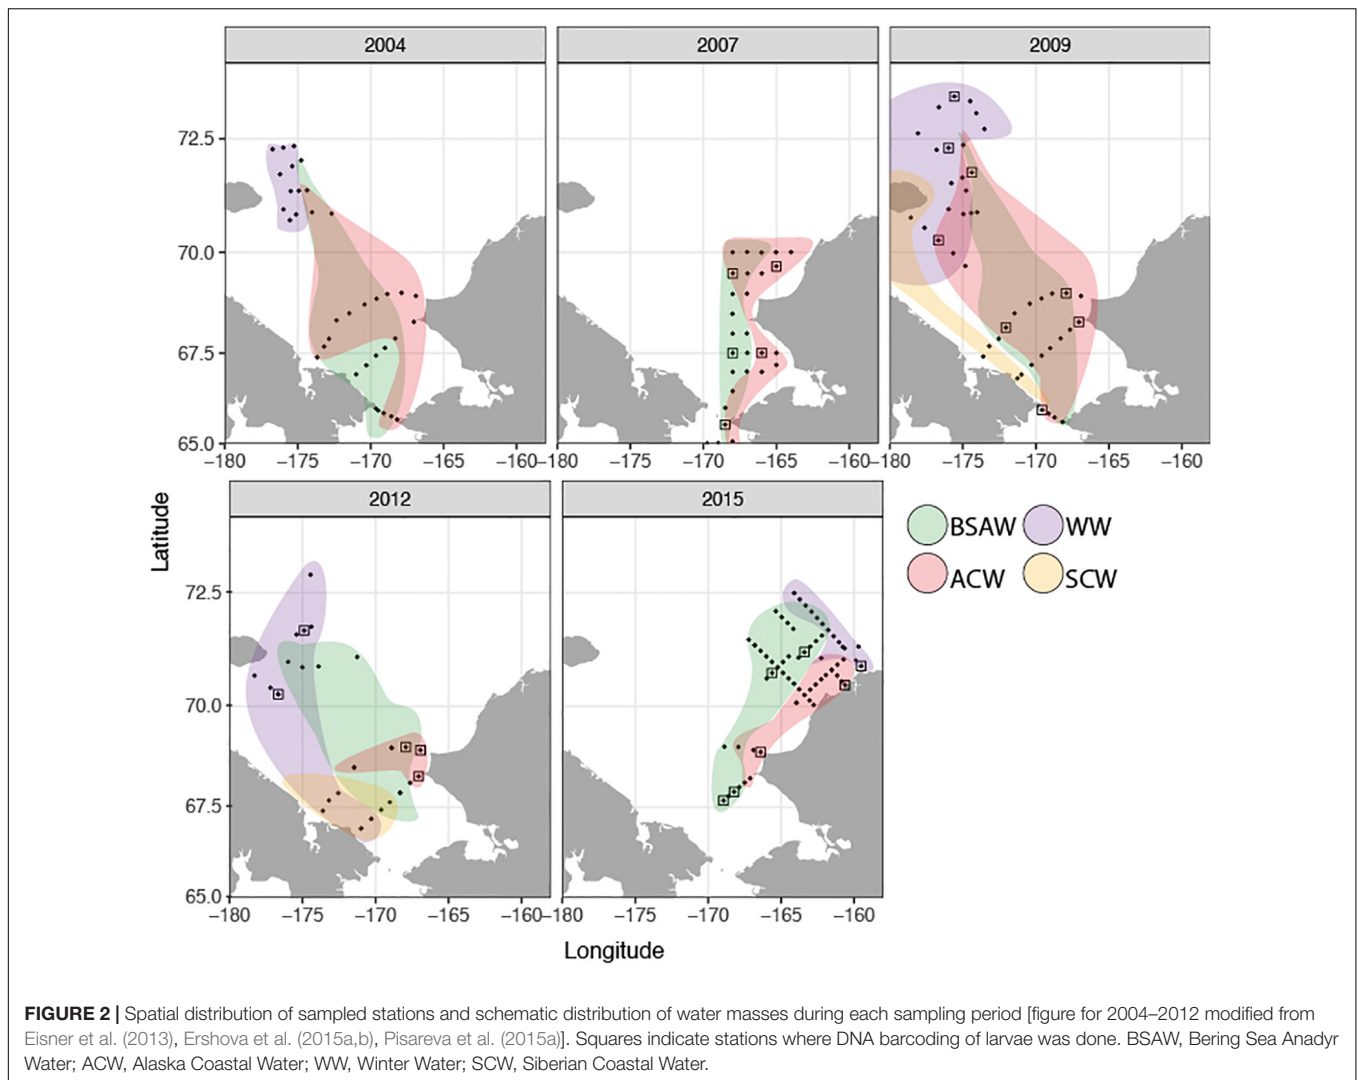 2004 2007 2009
72.5
70.0
67.5
65.0
−180 −175 −170 −165 −160 −180 −175 −170 −165 −160 −180 −175 −170 −165 −160
2012 2015
Latitude
72.5
70.0
67.5
65.0
−180 −175 −170 −165 −160 −180 −175 −170 −165 −160
Longitude
BSAW WW
ACW SCW
FIGURE 2 | Spatial distribution of sampled stations and schematic distribution of water masses during each sampling period [figure for 2004–2012 modified from
Eisner et al. (2013), Ershova et al. (2015a,b), Pisareva et al. (2015a)]. Squares indicate stations where DNA barcoding of larvae was done. BSAW, Bering Sea Anadyr
Water; ACW, Alaska Coastal Water; WW, Winter Water; SCW, Siberian Coastal Water.